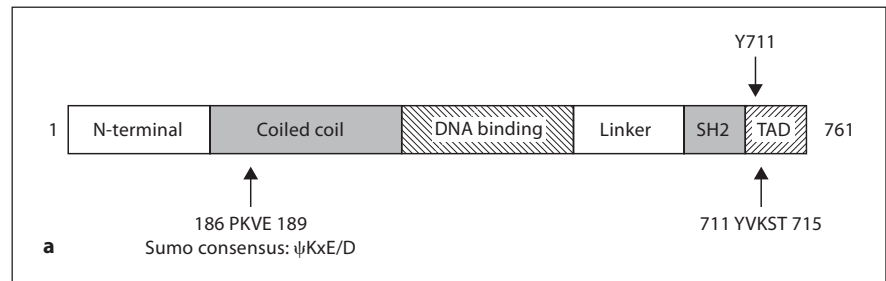 Y711
1 N-terminal Coiled coil DNA binding Linker SH2 TAD 761
186 PKVE 189 711 YVKST 715
a Sumo consensus: ψKxE/D